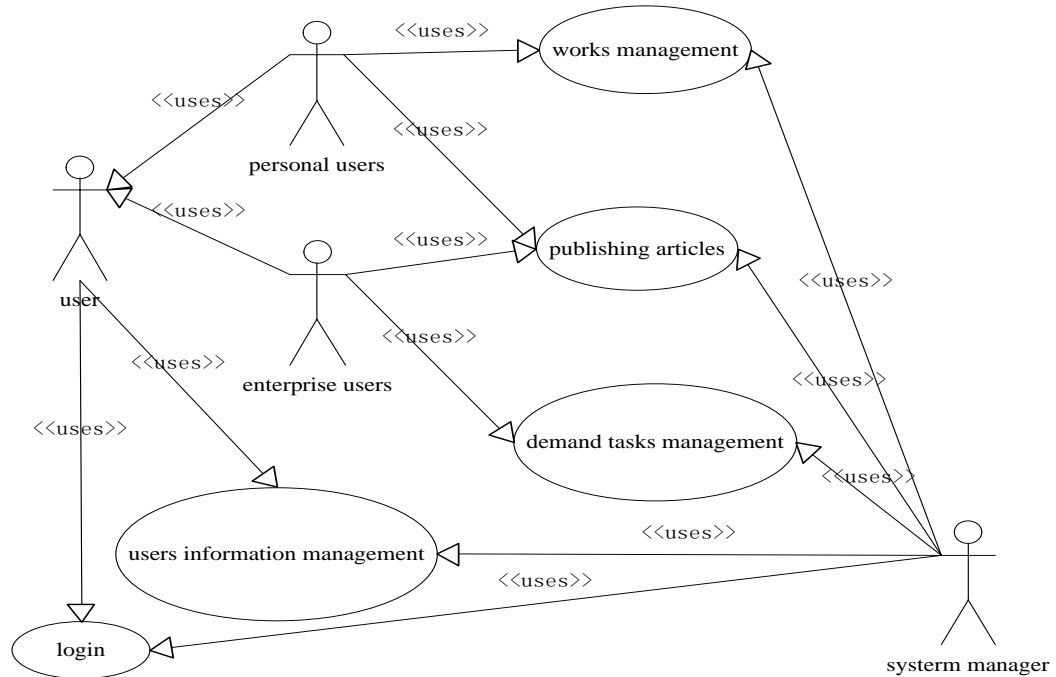 <<uses>>
works management
<<uses>>
<<uses>>
personal users
<<uses>>
<<uses>>
publishing articles
<<uses>>
user
enterprise users
<<uses>>
<<uses>>
<<uses>>
<<uses>>
<<uses>>
demand tasks management
<<uses>>
users information management
<<uses>>
<<uses>>
login
systerm manager